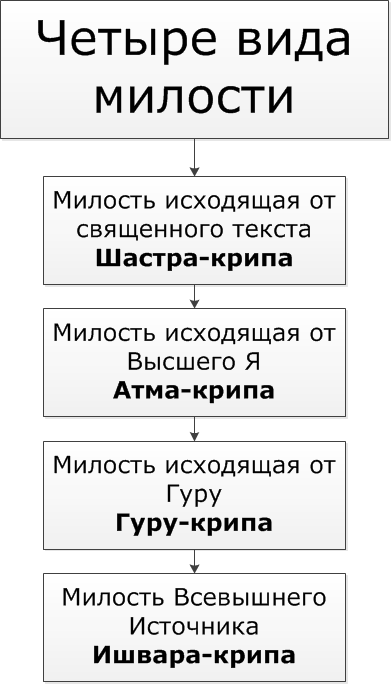 Четыре вида
милости
Милость исходящая от
священного текста
Шастра-крипа
Милость исходящая от
Высшего Я
Атма-крипа
Милость исходящая от
Гуру
Гуру-крипа
Милость Всевышнего
Источника
Ишвара-крипа